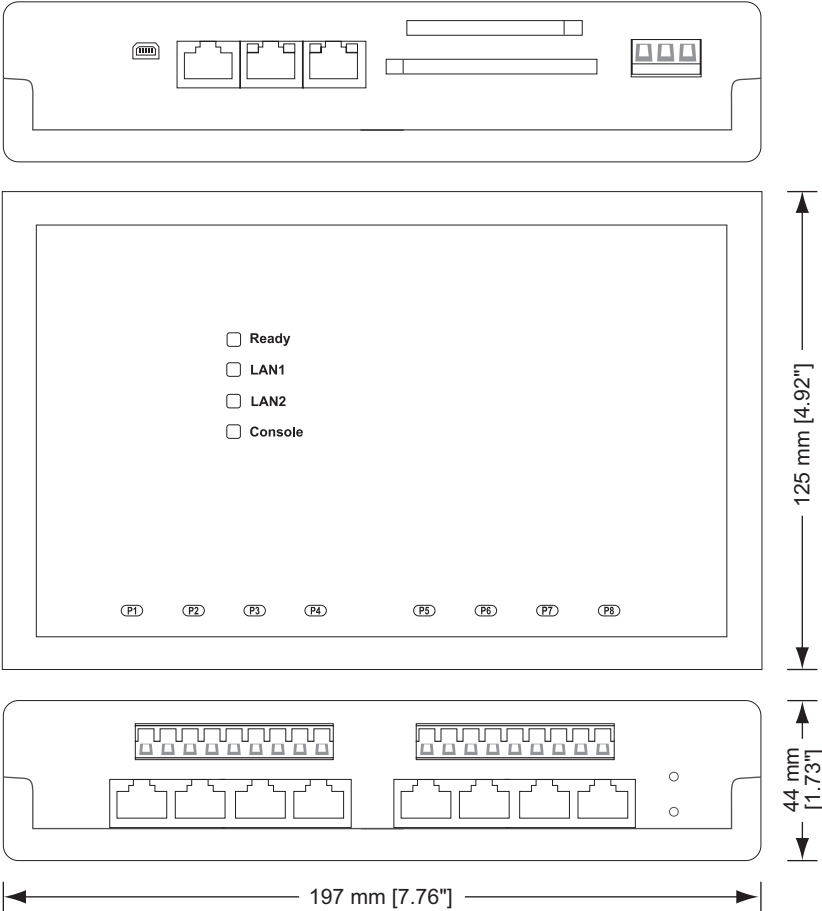 Ready
LAN1
LAN2
Console
125 mm [4.92"]
P1 P2 P3 P4 P5 P6 P7 P8
44 mm
[1.73"]
197 mm [7.76"]